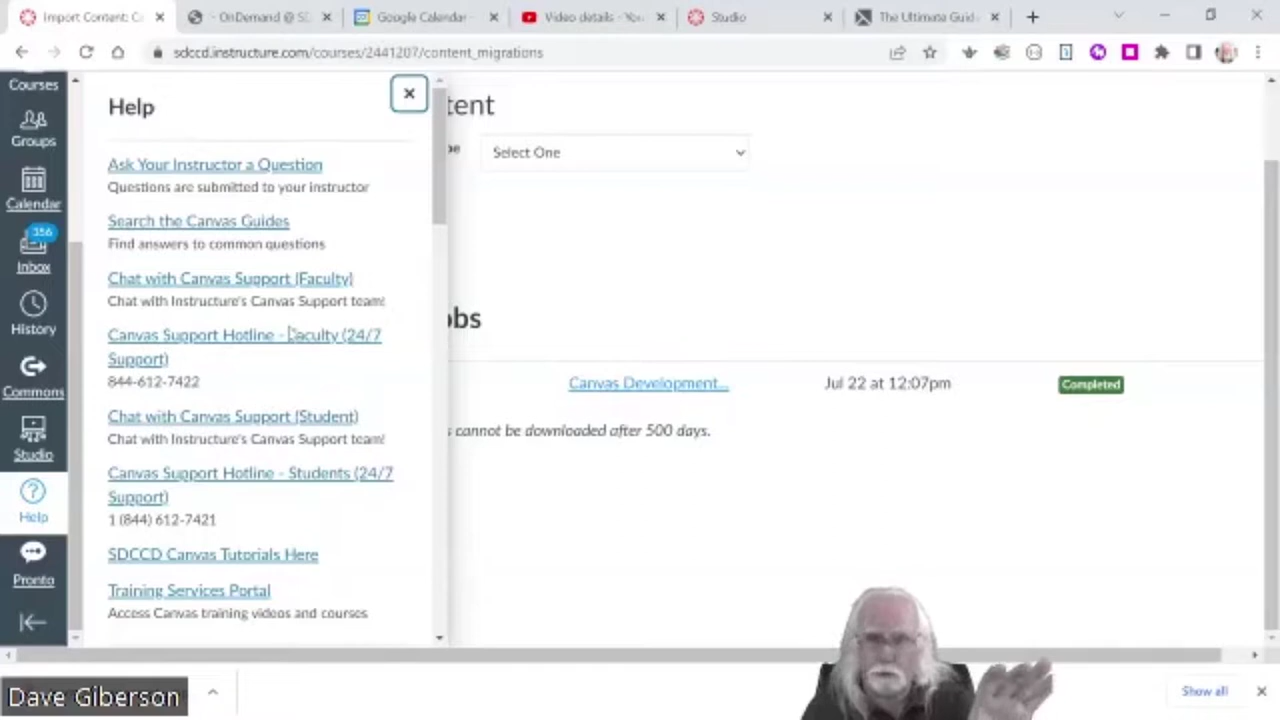 Import Content: Ca
- OnDemand @ SD
Google Calendar -
Video details - You
Studio
The Ultimate Guid
sdccd.instructure.com/courses/2441207/content_migrations
Courses
Groups
Calendar
356
Inbox
History
Commons
Studio
Help
Pronto
Help
Ask Your Instructor a Question
Questions are submitted to your instructor
Search the Canvas Guides
Find answers to common questions
Chat with Canvas Support (Faculty)
Chat with Instructure's Canvas Support team!
Canvas Support Hotline - Faculty (24/7
Support)
844-612-7422
Chat with Canvas Support (Student)
Chat with Instructure's Canvas Support team!
Canvas Support Hotline - Students (24/7
Support)
1 (844) 612-7421
SDCCD Canvas Tutorials Here
Training Services Portal
Access Canvas training videos and courses
tent
pe
Select One
obs
Canvas Development...
Jul 22 at 12:07pm
Completed
s cannot be downloaded after 500 days.
Dave Giberson
Show all